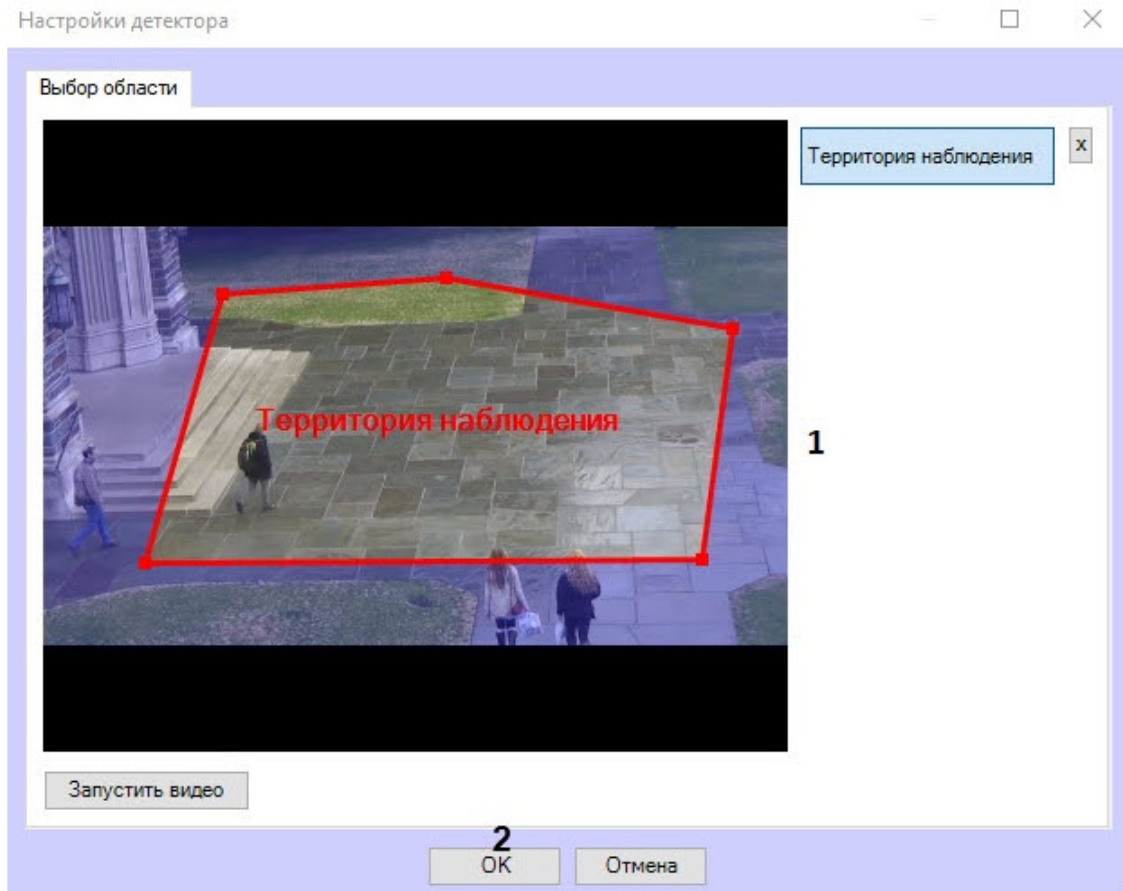 Настройки детектора
Выбор области
Территория наблюдения
x
Территория наблюдения
1
Запустить видео
2
OK
Отмена